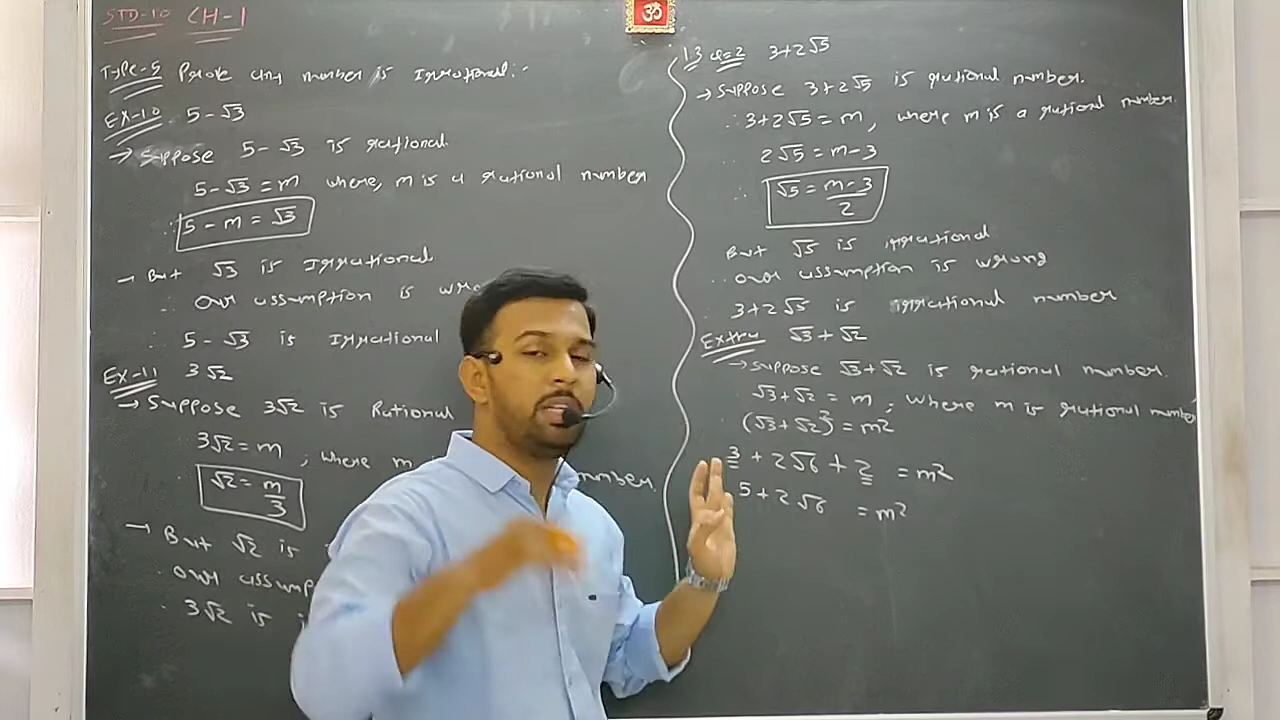 STD-10 CH-1
ॐ
Type-5 Prove any number is Irrational:-
Ex-10 5-√3
→ Suppose 5-√3 is rational.
5-√3 = m where, m is a rational number
∴ 5-m = √3
→ But √3 is Irrational
∴ our assumption is
∴ 5-√3 is Irrational
Ex-11 3√2
→ Suppose 3√2 is Rational
3√2 = m , where m number.
√2 = m/3
→ But √2 is
our
∴ 3√2 is
1.3 Q=2 3+2√5
→ Suppose 3+2√5 is rational number.
∴ 3+2√5 = m, where m is a rational number.
2√5 = m-3
∴ √5 = m-3/2
But √5 is irrational
∴ our assumption is wrong
∴ 3+2√5 is irrational number
Extra √3+√2
→ Suppose √3+√2 is rational number.
√3+√2 = m , where m is rational number
(√3+√2)² = m²
3 + 2√6 + 2 = m²
5+2√6 = m²